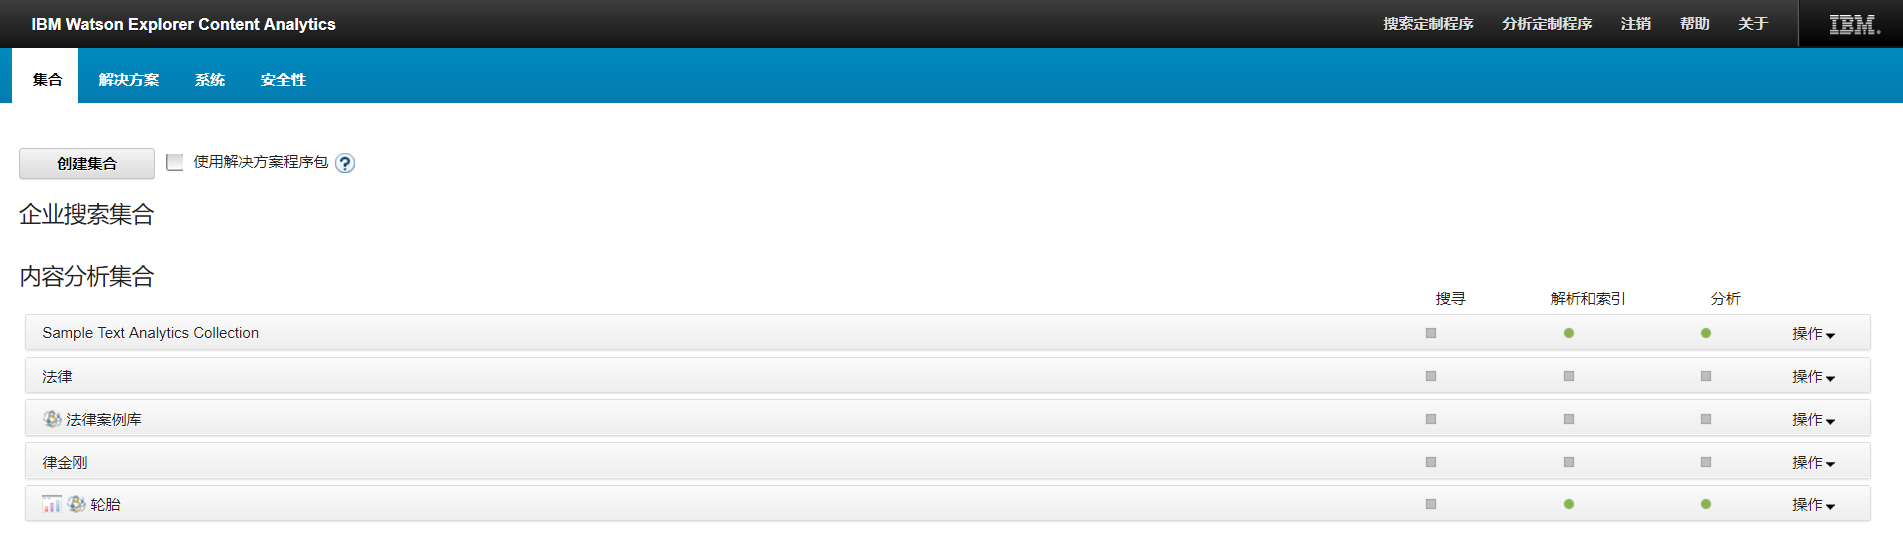 IBM Watson Explorer Content Analytics 搜索定制程序 分析定制程序 注销 帮助 关于 IBM.
集合 解决方案 系统 安全性
创建集合 使用解决方案程序包 ?
企业搜索集合
内容分析集合
搜寻 解析和索引 分析
Sample Text Analytics Collection 操作
法律 操作
法律案例库 操作
律金刚 操作
轮胎 操作